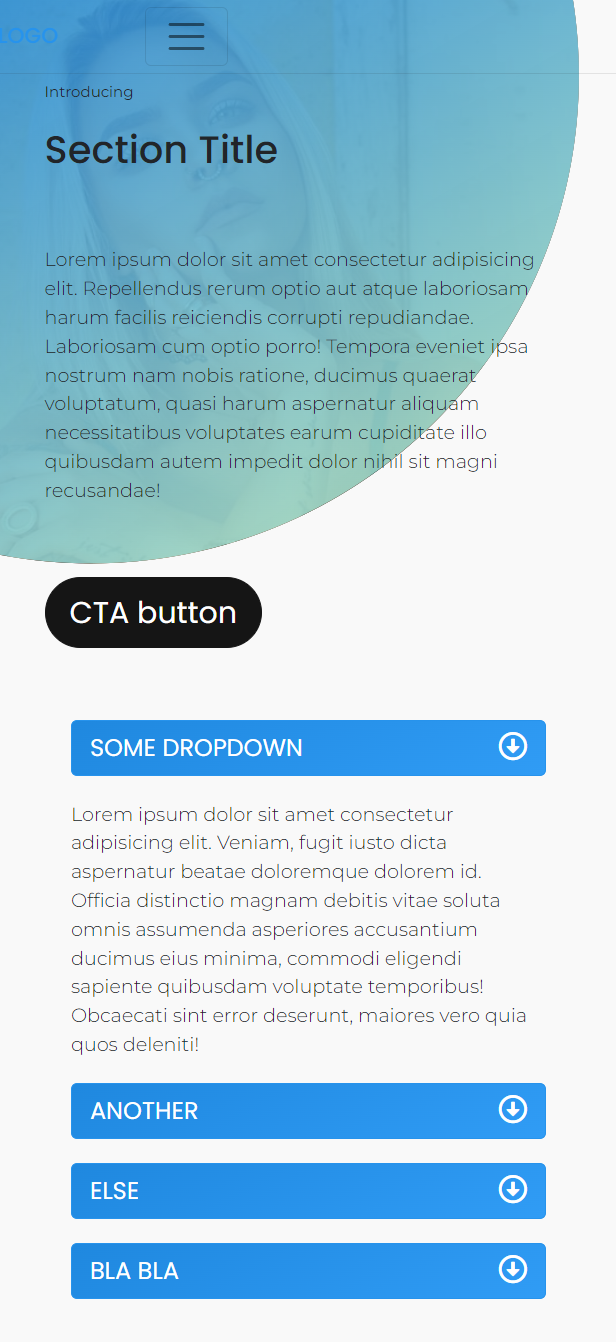 LOGO
Introducing
Section Title
Lorem ipsum dolor sit amet consectetur adipisicing
elit. Repellendus rerum optio aut atque laboriosam
harum facilis reiciendis corrupti repudiandae.
Laboriosam cum optio porro! Tempora eveniet ipsa
nostrum nam nobis ratione, ducimus quaerat
voluptatum, quasi harum aspernatur aliquam
necessitatibus voluptates earum cupiditate illo
quibusdam autem impedit dolor nihil sit magni
recusandae!
CTA button
SOME DROPDOWN
Lorem ipsum dolor sit amet consectetur
adipisicing elit. Veniam, fugit iusto dicta
aspernatur beatae doloremque dolorem id.
Officia distinctio magnam debitis vitae soluta
omnis assumenda asperiores accusantium
ducimus eius minima, commodi eligendi
sapiente quibusdam voluptate temporibus!
Obcaecati sint error deserunt, maiores vero quia
quos deleniti!
ANOTHER
ELSE
BLA BLA